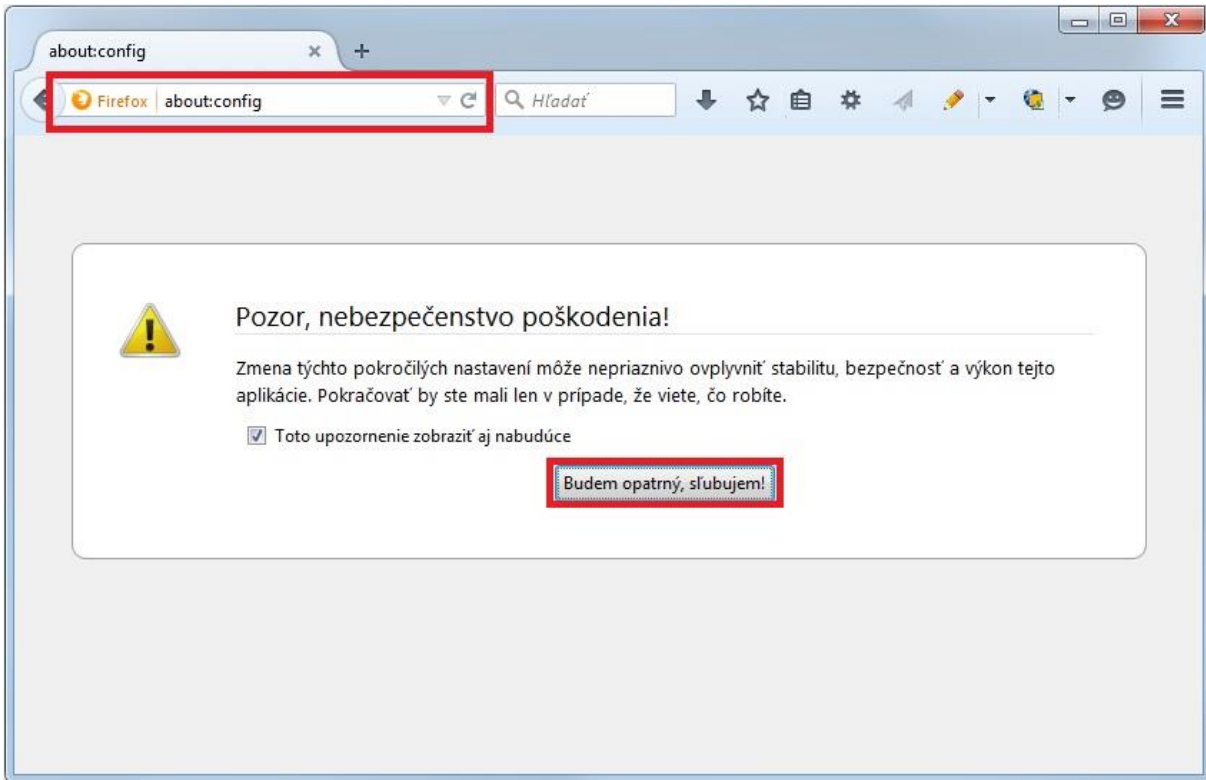 about:config
Firefox about:config Hľadať
Pozor, nebezpečenstvo poškodenia!
Zmena týchto pokročilých nastavení môže nepriaznivo ovplyvniť stabilitu, bezpečnosť a výkon tejto
aplikácie. Pokračovať by ste mali len v prípade, že viete, čo robíte.
Toto upozornenie zobraziť aj nabudúce
Budem opatrný, sľubujem!